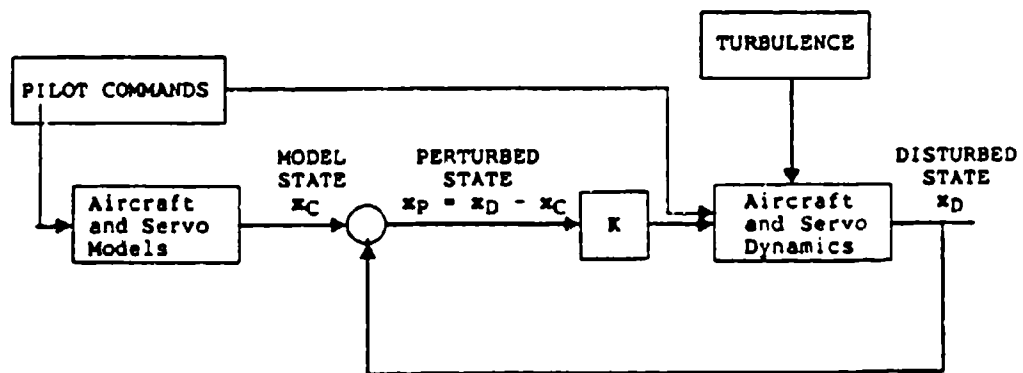 TURBULENCE
PILOT COMMANDS
MODEL
STATE
x_C
PERTURBED
STATE
x_P = x_D - x_C
DISTURBED
STATE
x_D
Aircraft
and Servo
Models
K
Aircraft
and Servo
Dynamics